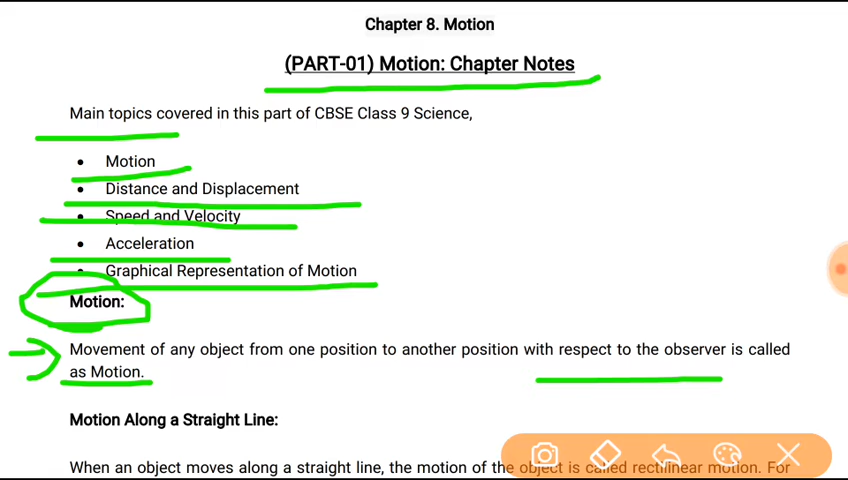 Chapter 8. Motion
(PART-01) Motion: Chapter Notes
Main topics covered in this part of CBSE Class 9 Science,
• Motion
• Distance and Displacement
• Speed and Velocity
• Acceleration
• Graphical Representation of Motion
Motion:
Movement of any object from one position to another position with respect to the observer is called
as Motion.
Motion Along a Straight Line:
When an object moves along a straight line, the motion of the object is called rectilinear motion. For